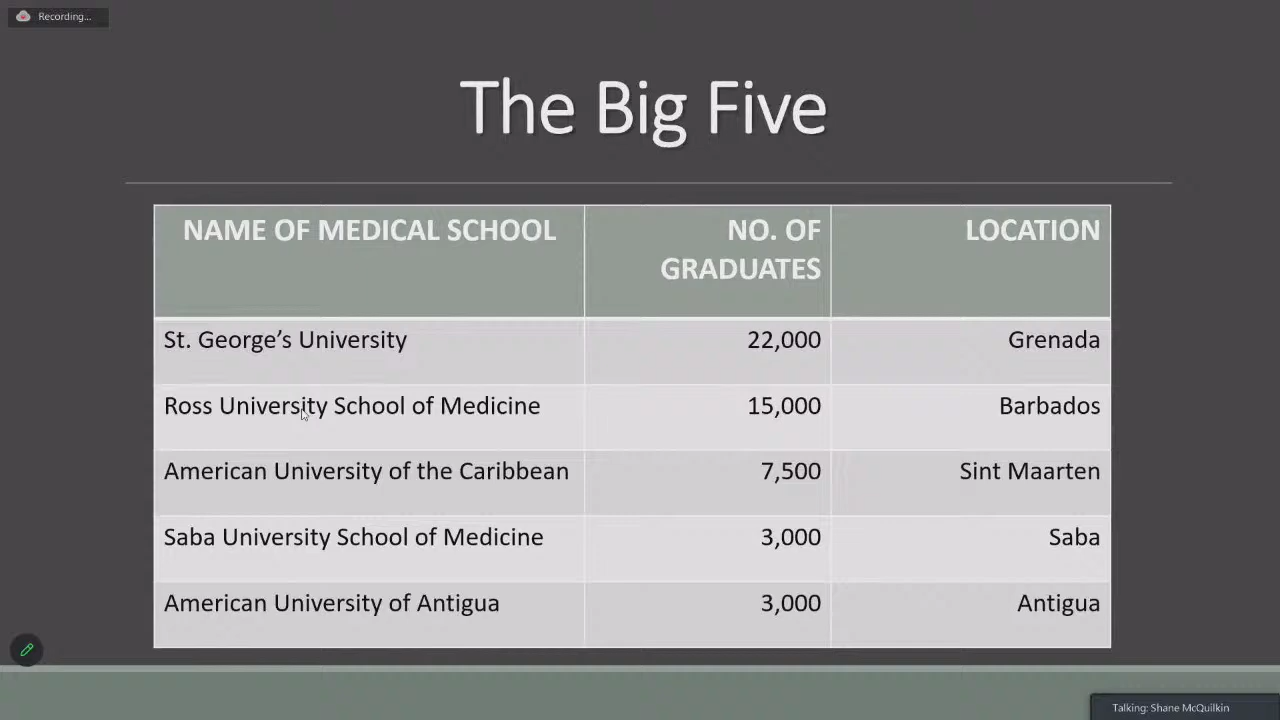 Recording...
The Big Five
NAME OF MEDICAL SCHOOL
NO. OF
GRADUATES
LOCATION
St. George’s University
22,000
Grenada
Ross University School of Medicine
15,000
Barbados
American University of the Caribbean
7,500
Sint Maarten
Saba University School of Medicine
3,000
Saba
American University of Antigua
3,000
Antigua
Talking: Shane McQuilkin